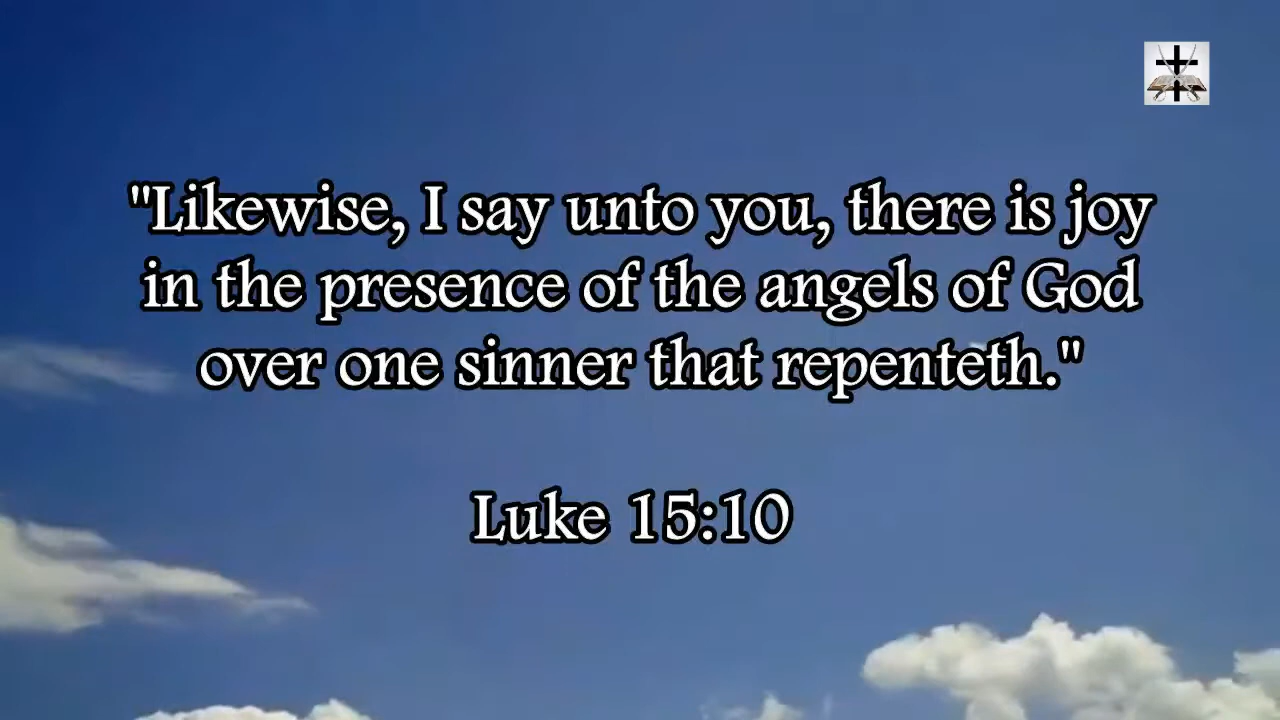 "Likewise, I say unto you, there is joy
in the presence of the angels of God
over one sinner that repenteth."
Luke 15:10